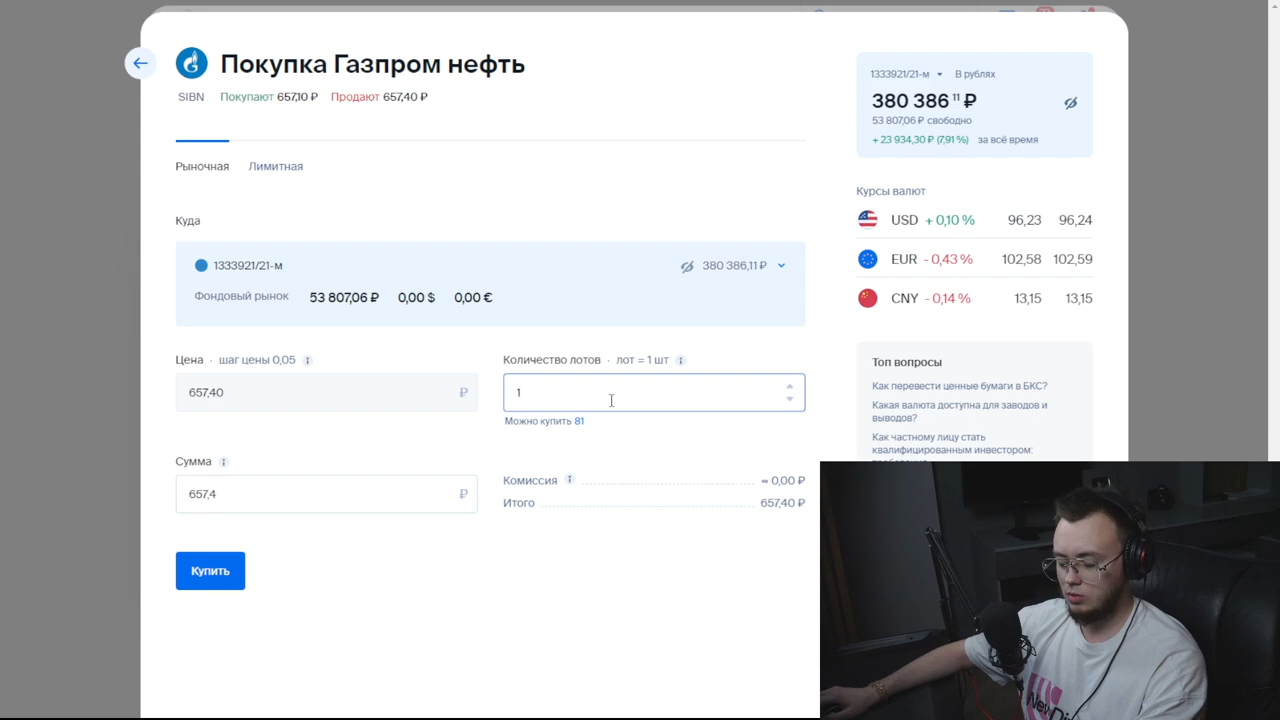 Покупка Газпром нефть
SIBN Покупают 657,10 ₽ Продают 657,40 ₽
Рыночная Лимитная
Куда
1333921/21-м 380 386,11 ₽
Фондовый рынок 53 807,06 ₽ 0,00 $ 0,00 €
Цена · шаг цены 0,05
657,40 ₽
Количество лотов · лот = 1 шт
1
Можно купить 81
Сумма
657,4 ₽
Комиссия ≈ 0,00 ₽
Итого 657,40 ₽
Купить
1333921/21-м В рублях
380 386 11 ₽
53 807,06 ₽ свободно
+ 23 934,30 ₽ (7,91 %) за всё время
Курсы валют
USD + 0,10 % 96,23 96,24
EUR - 0,43 % 102,58 102,59
CNY - 0,14 % 13,15 13,15
Топ вопросы
Как перевести ценные бумаги в БКС?
Какая валюта доступна для заводов и
выводов?
Как частному лицу стать
квалифицированным инвестором: